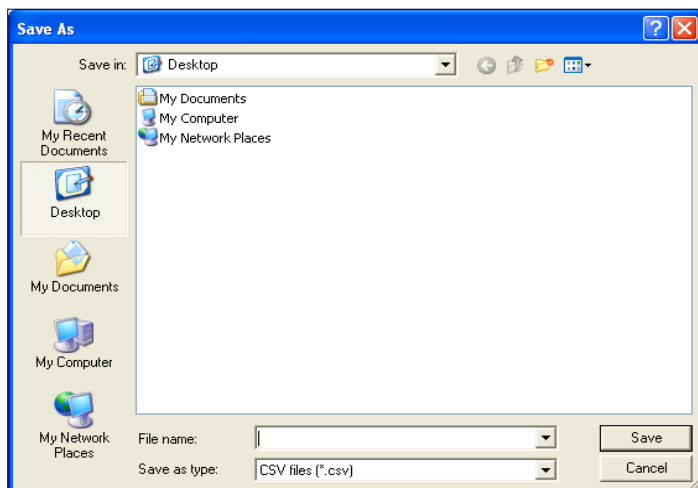 Save As
Save in:
Desktop
My Recent
Documents
Desktop
My Documents
My Computer
My Network
Places
My Documents
My Computer
My Network Places
File name:
Save
Save as type:
CSV files (*.csv)
Cancel